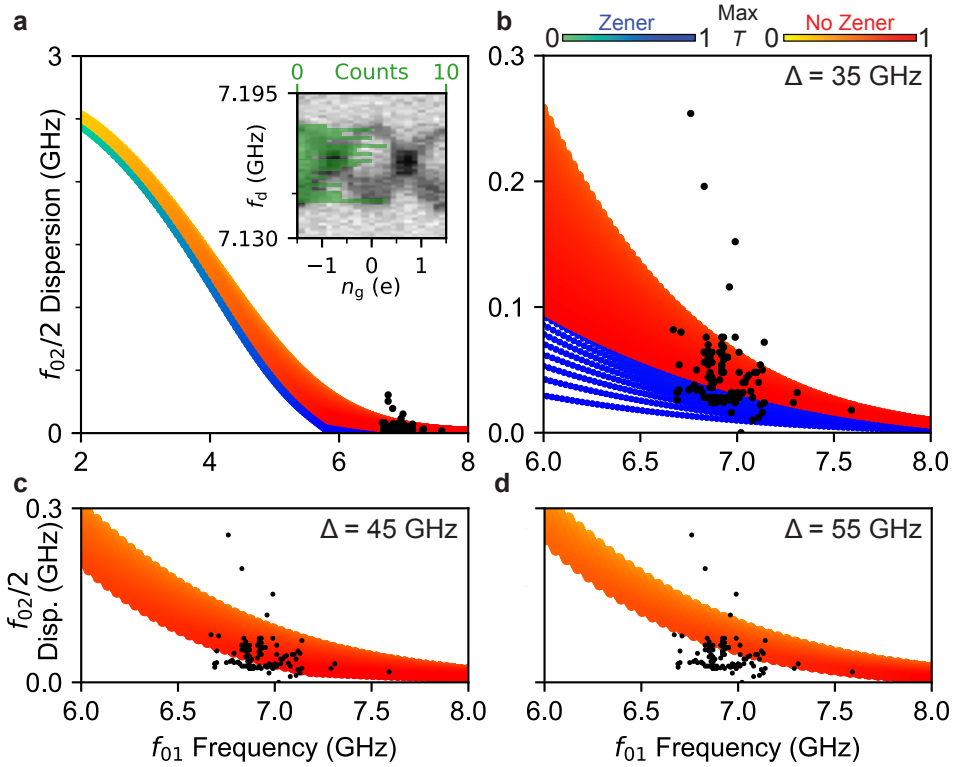 a
b
Zener
Max
T
No Zener
0
1
0
1
3
0
f02/2 Dispersion (GHz)
2
4
6
8
0
Counts
10
7.195
7.130
fd (GHz)
−1
0
1
ng (e)
0.3
0.2
0.1
0.0
Δ = 35 GHz
6.0
6.5
7.0
7.5
8.0
c
d
0.3
0.0
f02/2
Disp. (GHz)
Δ = 45 GHz
6.0
6.5
7.0
7.5
8.0
f01 Frequency (GHz)
Δ = 55 GHz
6.0
6.5
7.0
7.5
8.0
f01 Frequency (GHz)